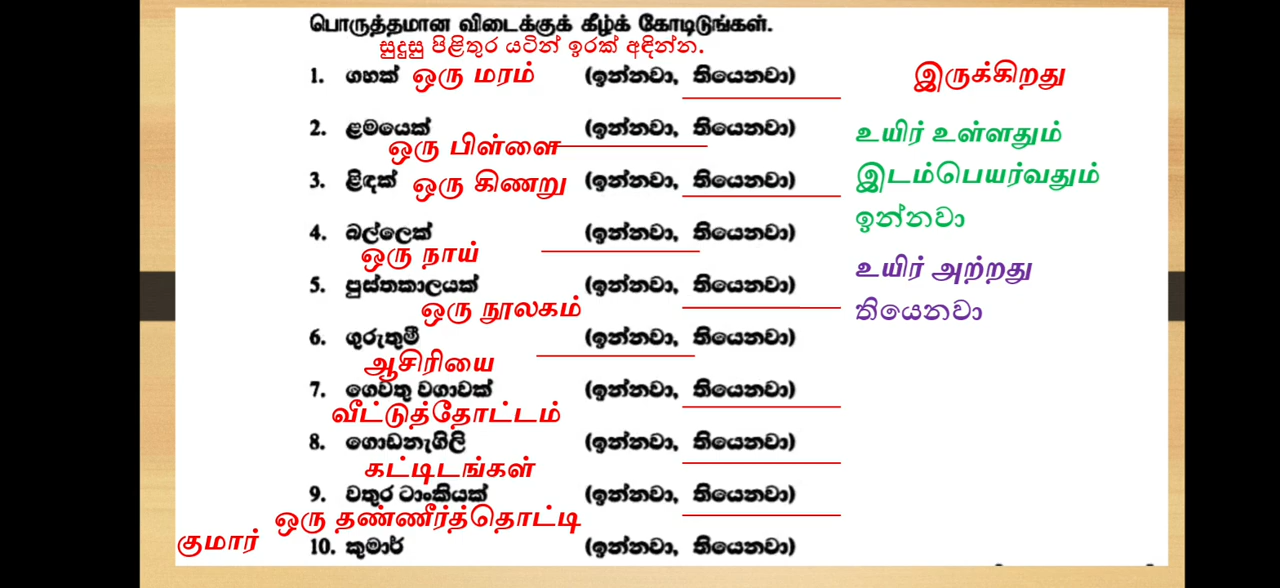 பொருத்தமான விடைக்குக் கீழ்க் கோடிடுங்கள்.
සුදුසු පිළිතුර යටින් ඉරක් අඳින්න.
1. ගහක් ஒரு மரம் (ඉන්නවා, තියෙනවා) இருக்கிறது
2. ළමයෙක් (ඉන්නවා, තියෙනවා) உயிர் உள்ளதும்
ஒரு பிள்ளை
3. ළිඳක් ஒரு கிணறு (ඉන්නවා, තියෙනවා) இடம்பெயர்வதும்
ඉන්නවා
4. බල්ලෙක් (ඉන්නවා, තියෙනවා)
ஒரு நாய்
உயிர் அற்றது
5. පුස්තකාලයක් (ඉන්නවා, තියෙනවා)
ஒரு நூலகம் තියෙනවා
6. ගුරුතුමී (ඉන්නවා, තියෙනවා)
ஆசிரியை
7. ගෙවතු වගාවක් (ඉන්නවා, තියෙනවා)
வீட்டுத்தோட்டம்
8. ගොඩනැගිලි (ඉන්නවා, තියෙනවා)
கட்டிடங்கள்
9. වතුර ටාංකියක් (ඉන්නවා, තියෙනවා)
ஒரு தண்ணீர்த்தொட்டி
குமார் 10. කුමාර් (ඉන්නවා, තියෙනවා)